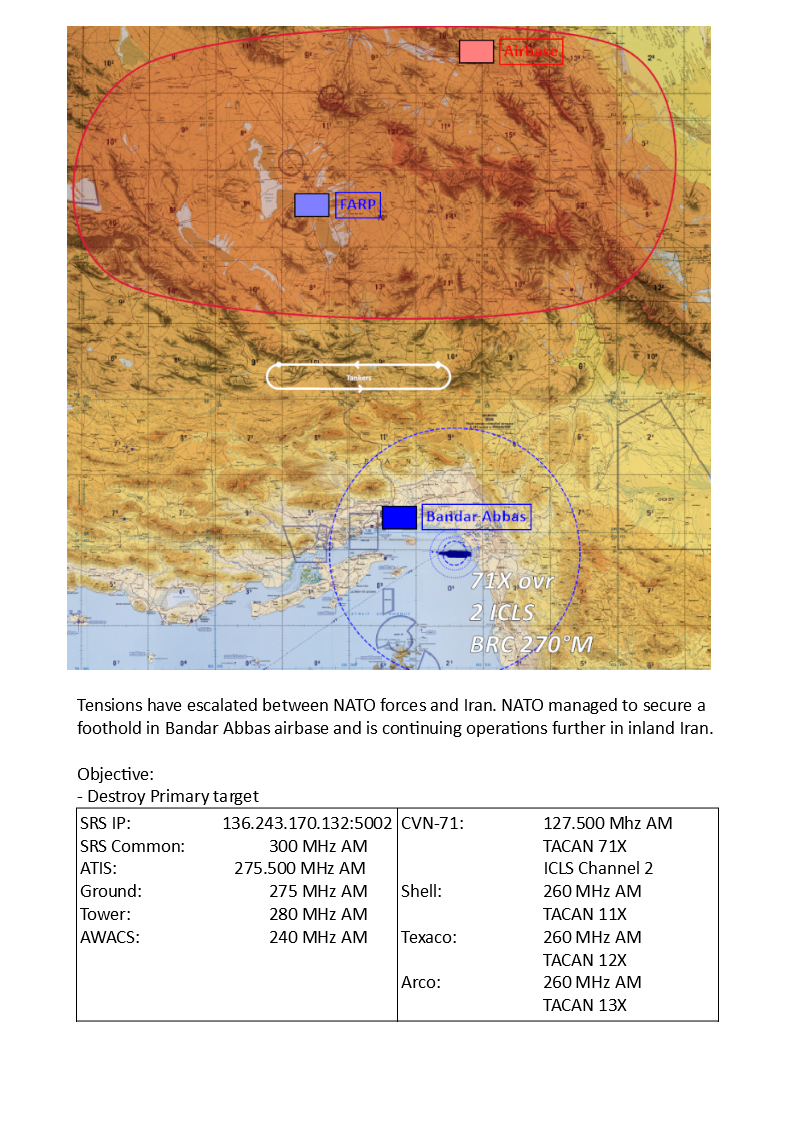 Airbase
FARP
Tankers
Bandar Abbas
71X ovr
2 ICLS
BRC 270°M
Tensions have escalated between NATO forces and Iran. NATO managed to secure a
foothold in Bandar Abbas airbase and is continuing operations further in inland Iran.
Objective:
- Destroy Primary target
SRS IP: 136.243.170.132:5002
SRS Common: 300 MHz AM
ATIS: 275.500 MHz AM
Ground: 275 MHz AM
Tower: 280 MHz AM
AWACS: 240 MHz AM
CVN-71: 127.500 Mhz AM
TACAN 71X
ICLS Channel 2
Shell: 260 MHz AM
TACAN 11X
Texaco: 260 MHz AM
TACAN 12X
Arco: 260 MHz AM
TACAN 13X